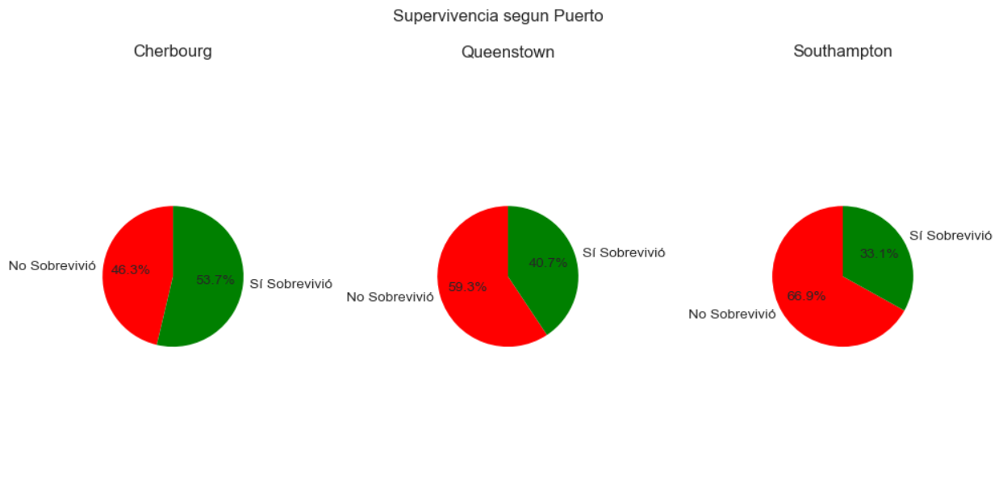 Supervivencia segun Puerto
Cherbourg
No Sobrevivió
46.3%
53.7%
Sí Sobrevivió
Queenstown
No Sobrevivió
59.3%
40.7%
Sí Sobrevivió
Southampton
No Sobrevivió
66.9%
33.1%
Sí Sobrevivió